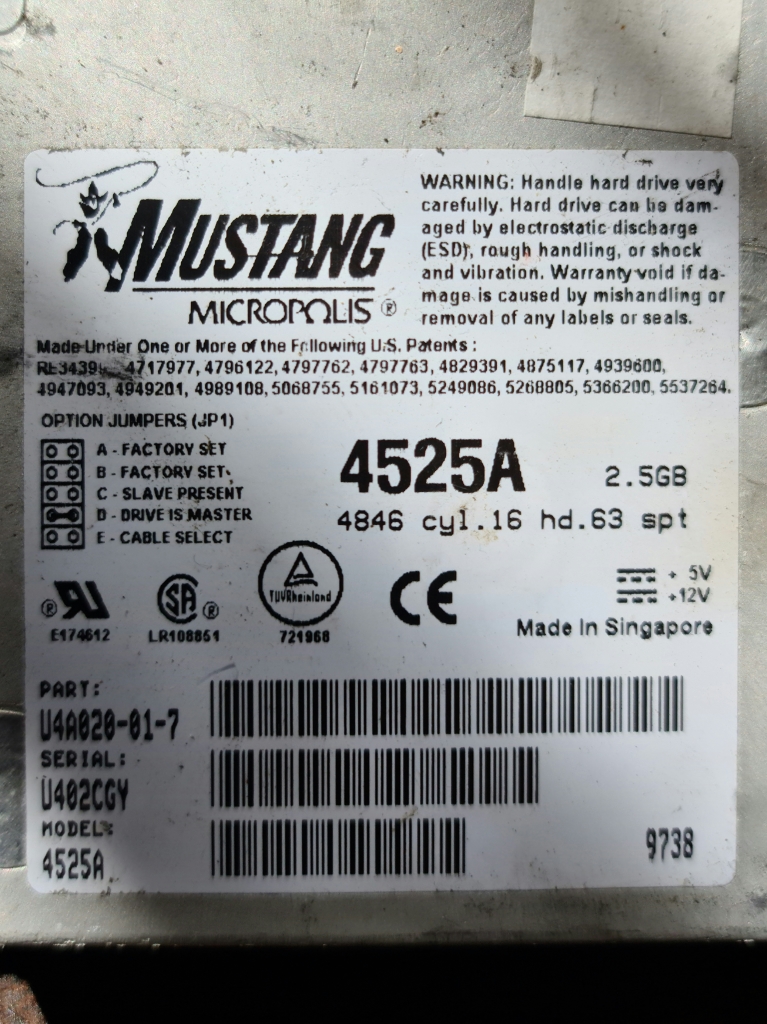 MUSTANG
MICROPOLIS ®
WARNING: Handle hard drive very
carefully. Hard drive can be dam-
aged by electrostatic discharge
(ESD), rough handling, or shock
and vibration. Warranty void if da-
mage is caused by mishandling or
removal of any labels or seals.
Made Under One or More of the Following U.S. Patents :
4717977, 4796122, 4797762, 4797763, 4829391, 4875117, 4939600,
4947093, 4949201, 4989108, 5068755, 5161073, 5249086, 5268805, 5366200, 5537264.
OPTION JUMPERS (JP1)
A - FACTORY SET
B - FACTORY SET
C - SLAVE PRESENT
D - DRIVE IS MASTER
E - CABLE SELECT
4525A 2.5GB
4846 cyl.16 hd.63 spt
® UR
E174612
SA ®
LR108861
TUVRheinland
721968
CE
+ 5V
+12V
Made In Singapore
PART:
U4A020-01-7
SERIAL:
U402CGY
MODEL:
4525A
9738